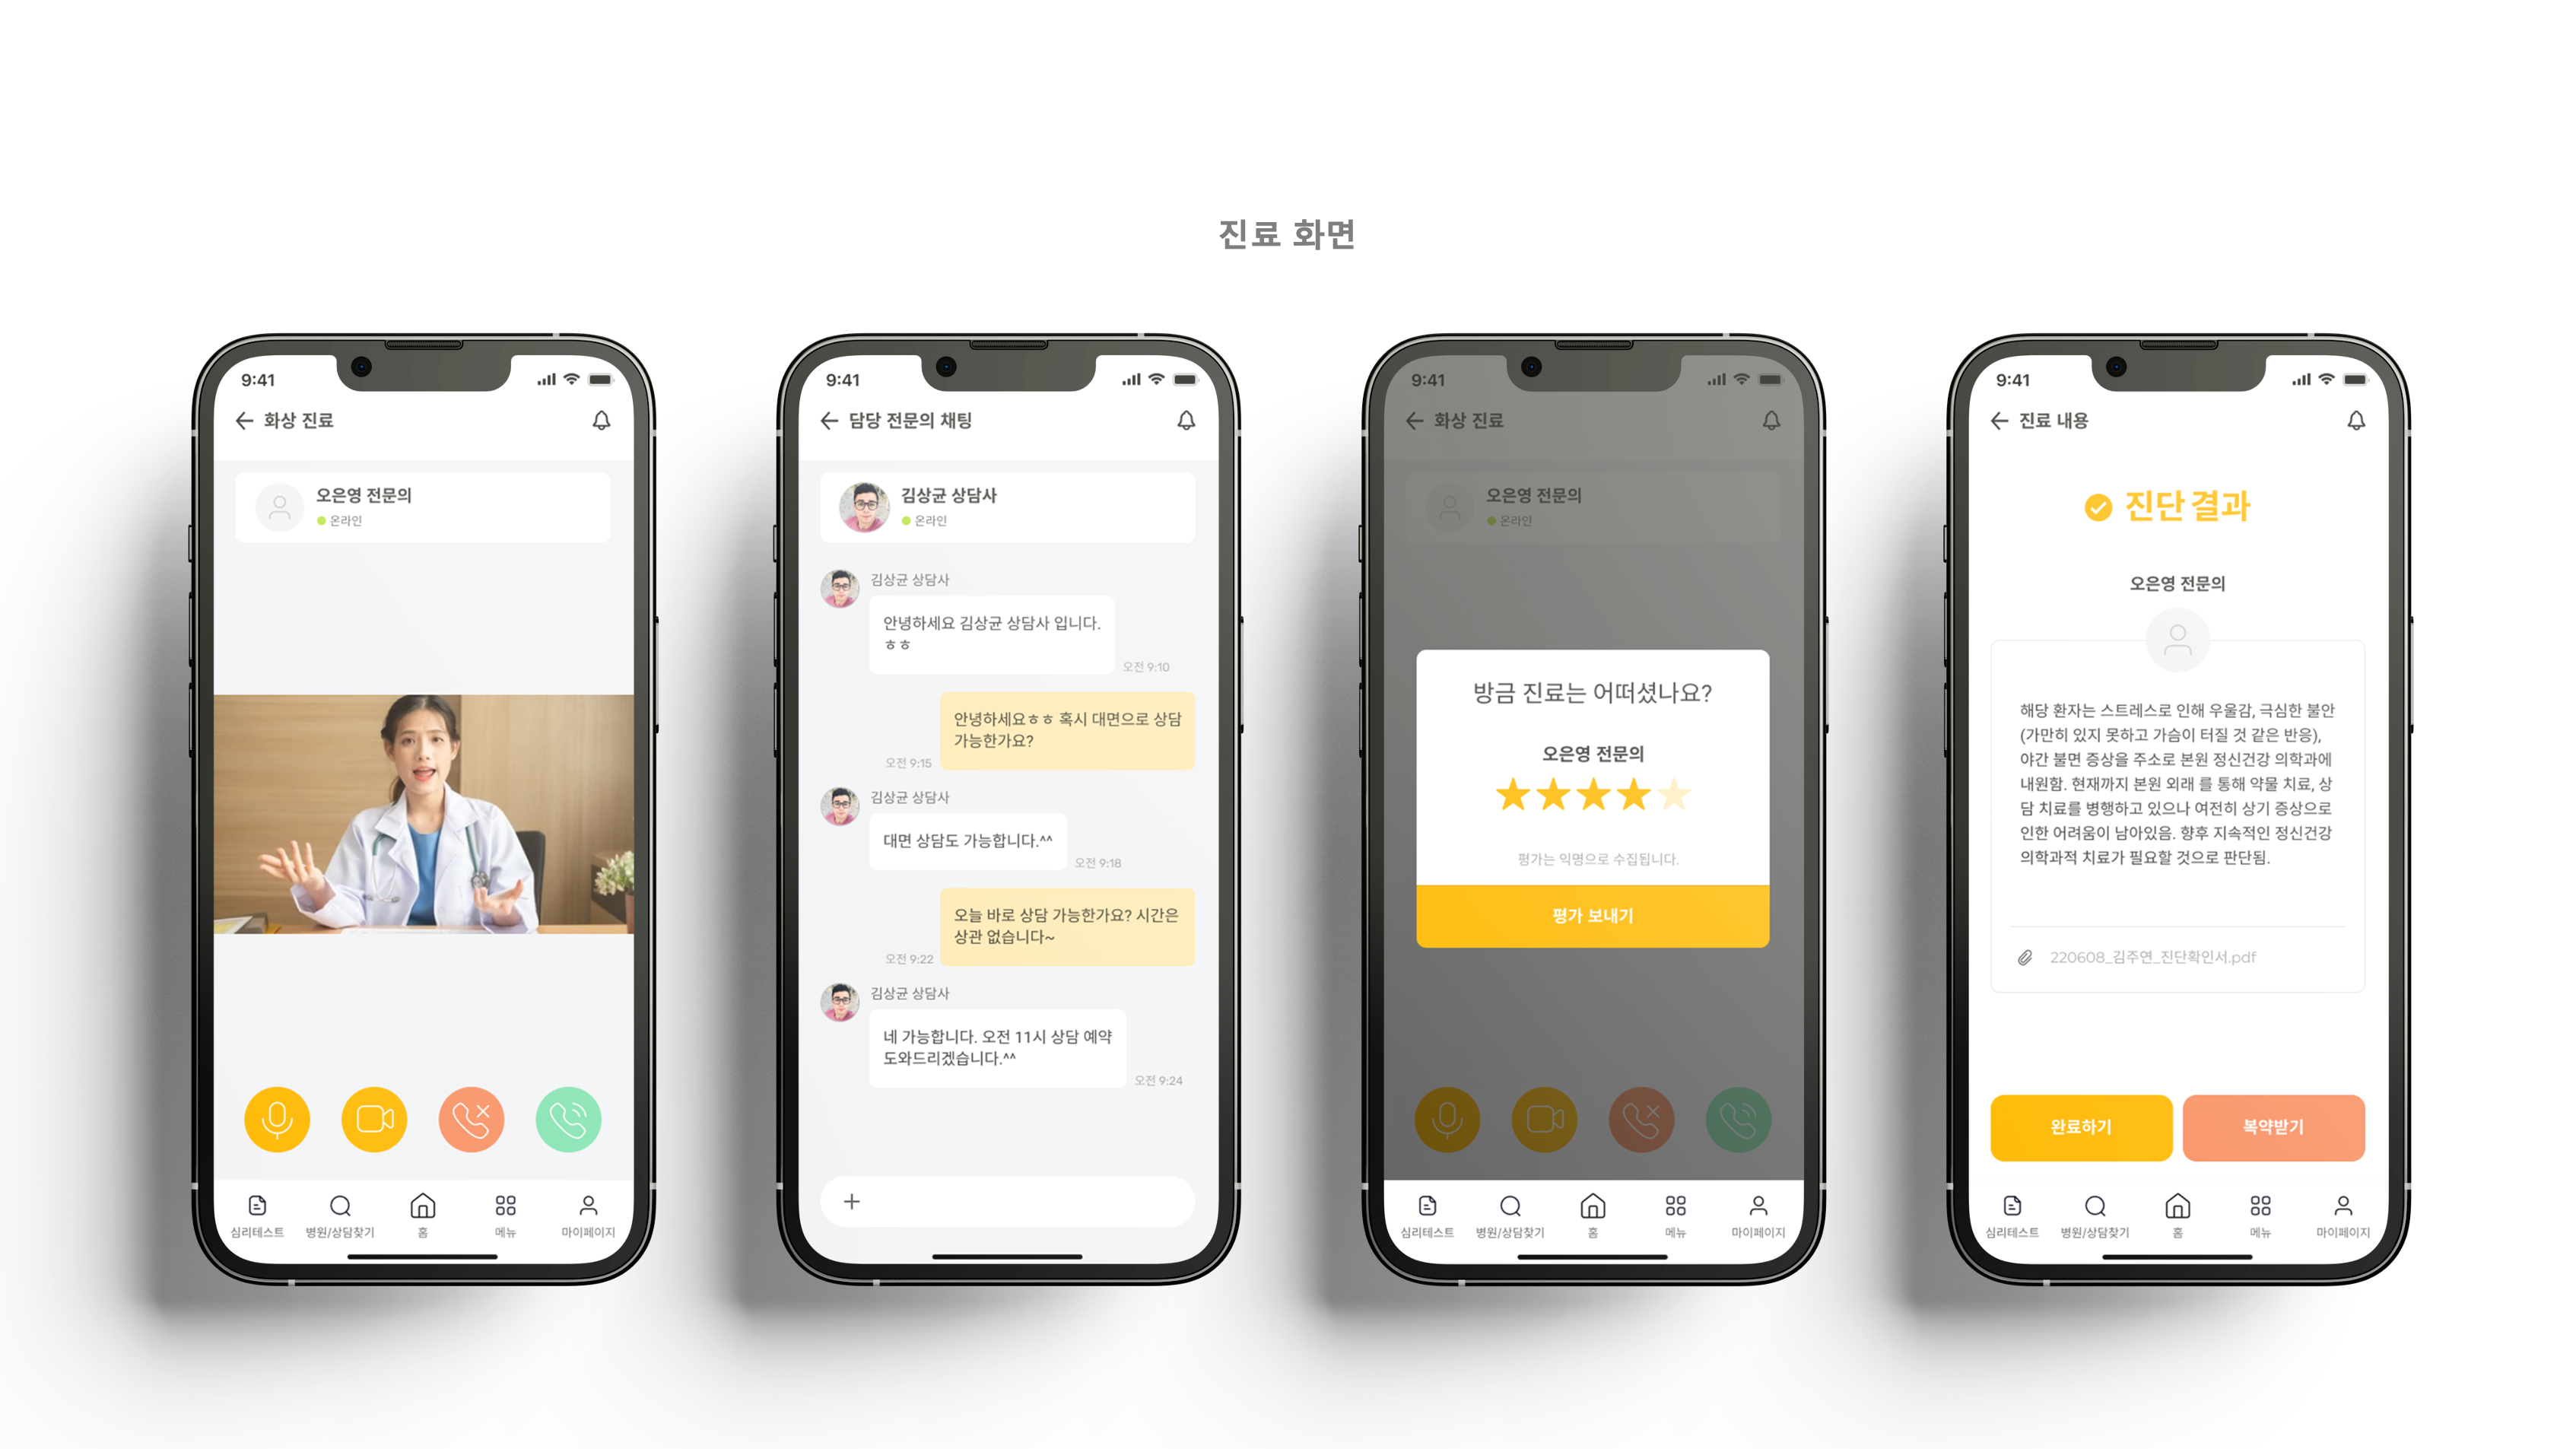 진료 화면
9:41
화상 진료
오은영 전문의
온라인
심리테스트
병원/상담찾기
홈
메뉴
마이페이지
9:41
담당 전문의 채팅
김상균 상담사
온라인
김상균 상담사
안녕하세요 김상균 상담사 입니다.
ㅎㅎ
오전 9:10
안녕하세요ㅎㅎ 혹시 대면으로 상담
가능한가요?
오전 9:15
김상균 상담사
대면 상담도 가능합니다.^^
오전 9:18
오늘 바로 상담 가능한가요? 시간은
상관 없습니다~
오전 9:22
김상균 상담사
네 가능합니다. 오전 11시 상담 예약
도와드리겠습니다.^^
오전 9:24
9:41
화상 진료
오은영 전문의
온라인
방금 진료는 어떠셨나요?
오은영 전문의
평가는 익명으로 수집됩니다.
평가 보내기
심리테스트
병원/상담찾기
홈
메뉴
마이페이지
9:41
진료 내용
진단 결과
오은영 전문의
해당 환자는 스트레스로 인해 우울감, 극심한 불안
(가만히 있지 못하고 가슴이 터질 것 같은 반응),
야간 불면 증상을 주소로 본원 정신건강 의학과에
내원함. 현재까지 본원 외래 를 통해 약물 치료, 상
담 치료를 병행하고 있으나 여전히 상기 증상으로
인한 어려움이 남아있음. 향후 지속적인 정신건강
의학과적 치료가 필요할 것으로 판단됨.
220608_김주연_진단확인서.pdf
완료하기
복약받기
심리테스트
병원/상담찾기
홈
메뉴
마이페이지